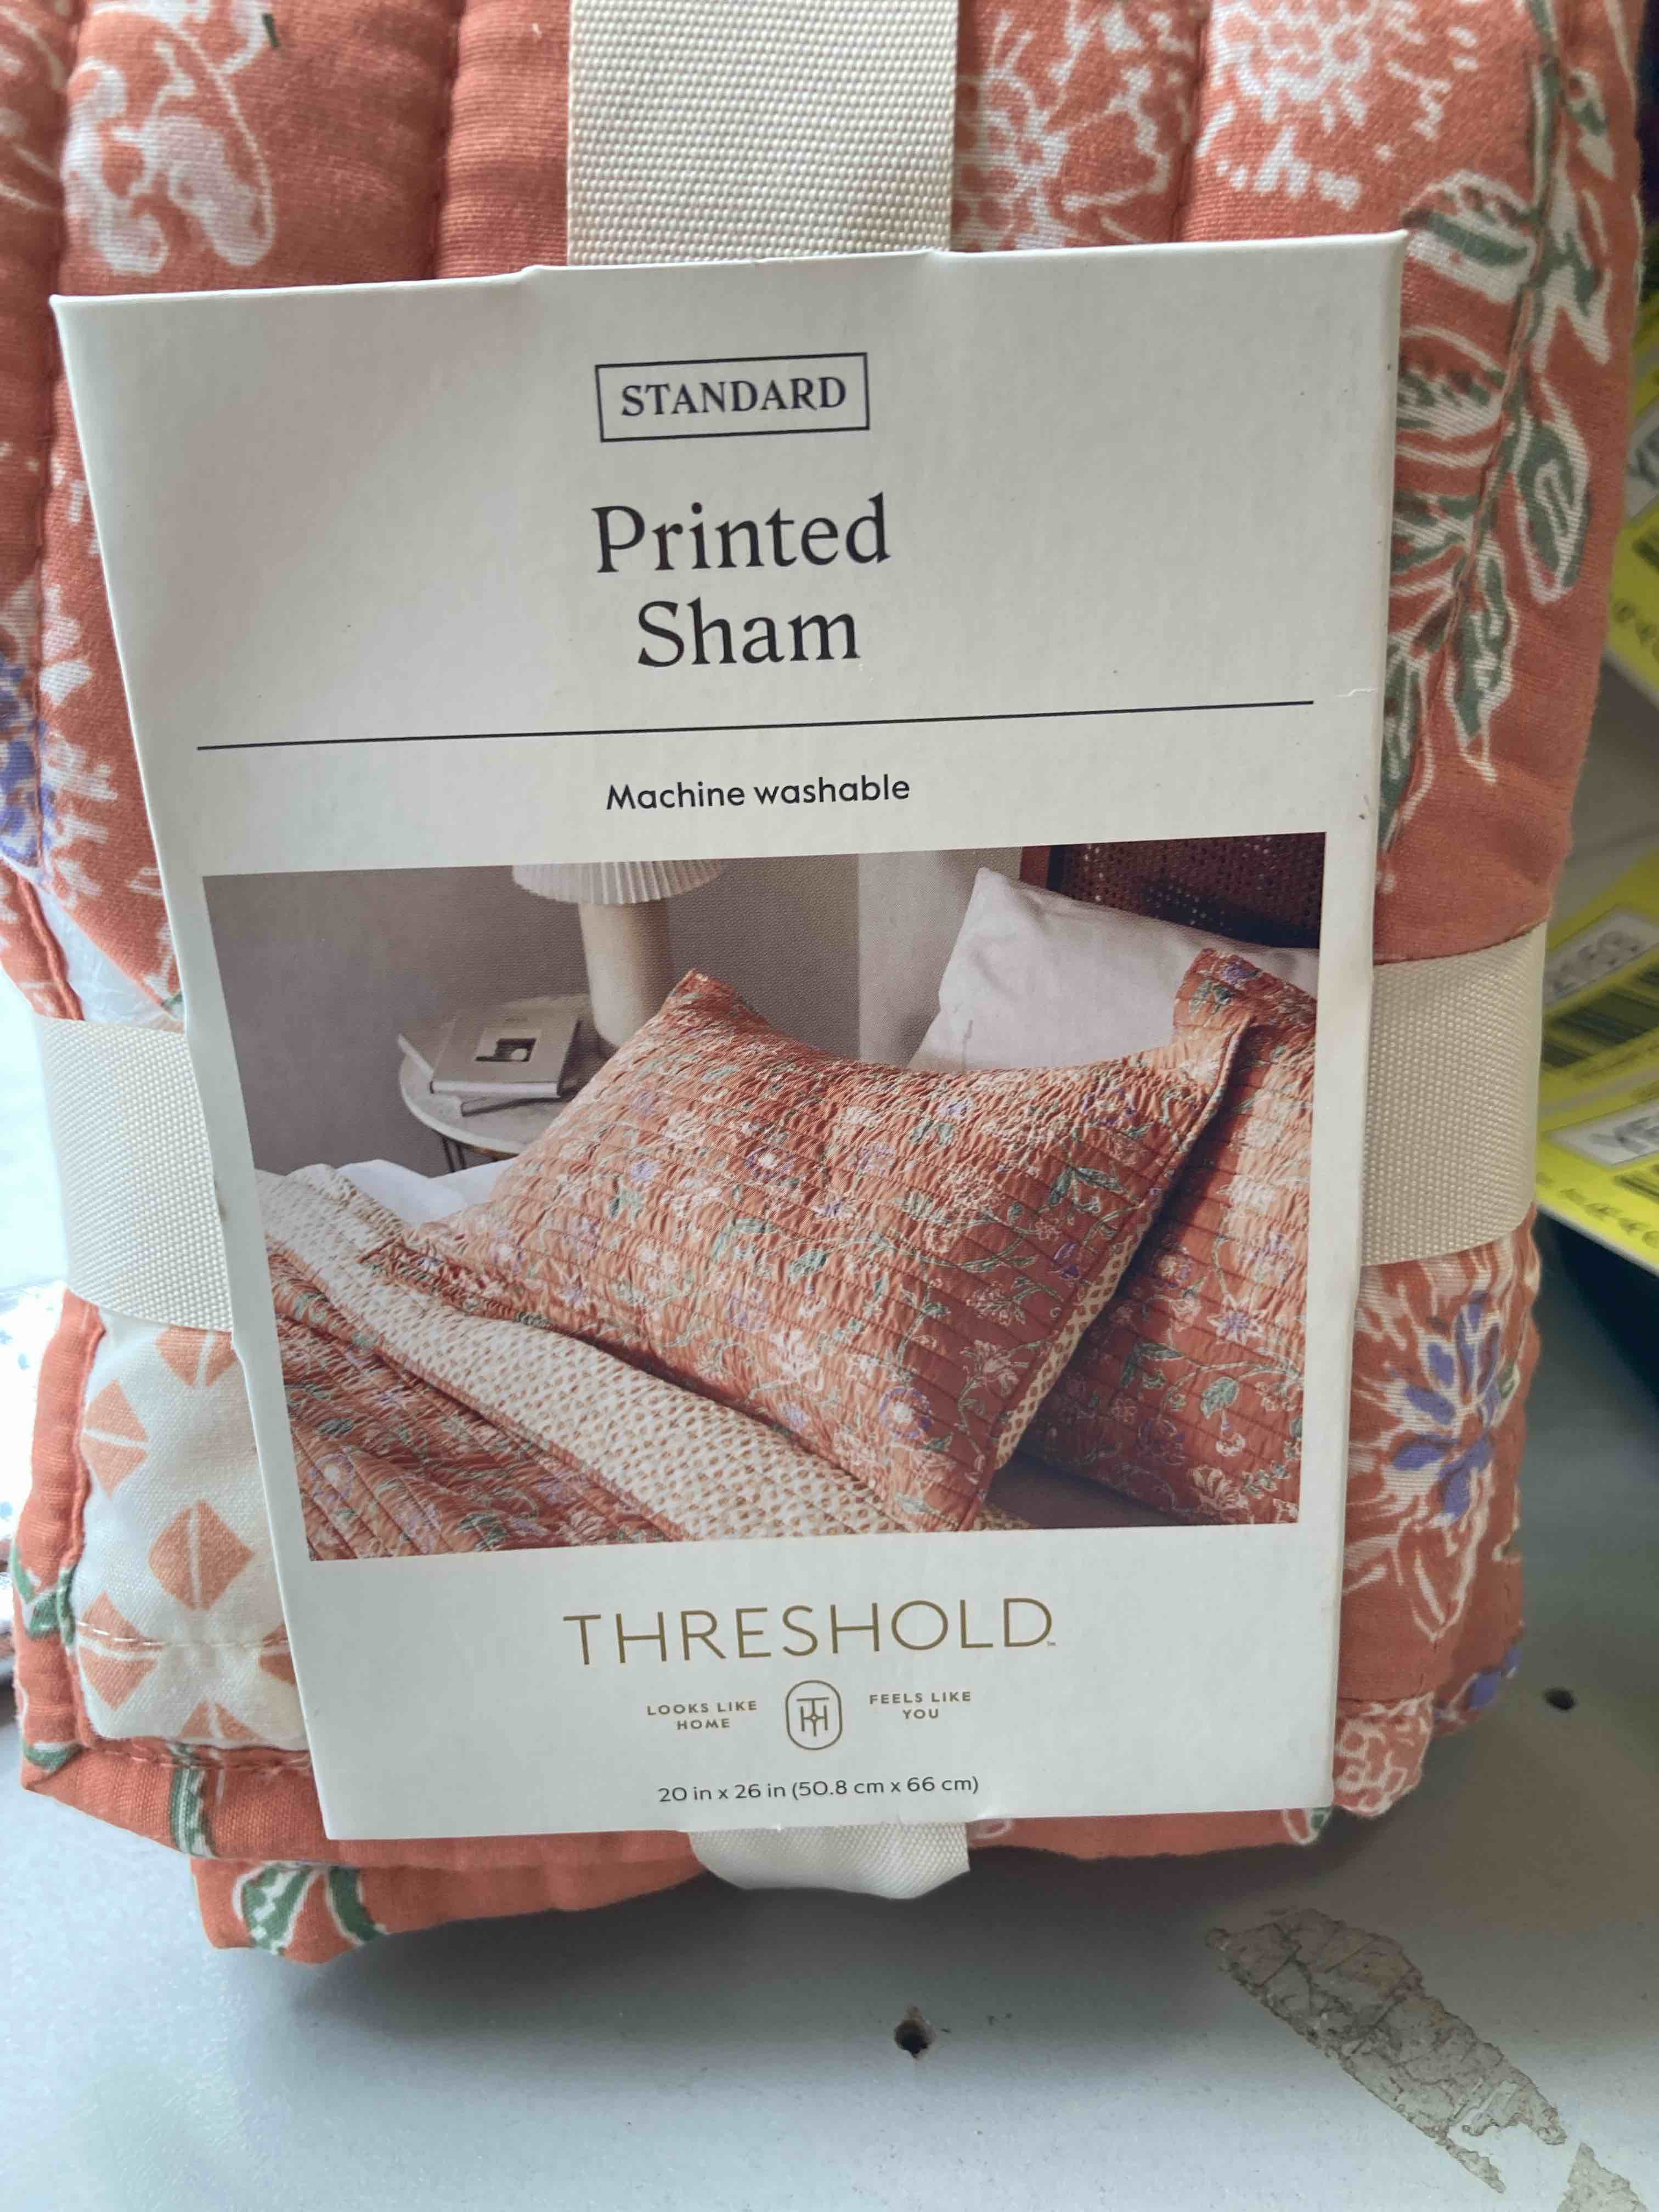 STANDARD
Printed
Sham
Machine washable
THRESHOLD™
LOOKS LIKE
HOME
FEELS LIKE
YOU
20 in x 26 in (50.8 cm x 66 cm)